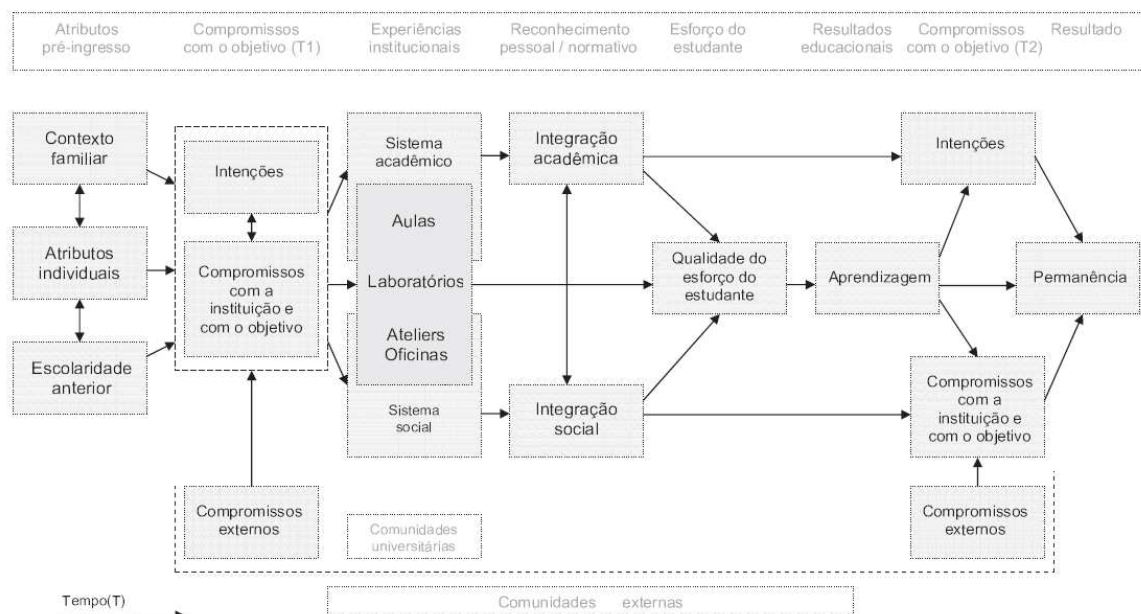 Atributos
pré-ingresso
Compromissos
com o objetivo (T1)
Experiências
institucionais
Reconhecimento
pessoal / normativo
Esforço do
estudante
Resultados
educacionais
Compromissos
com o objetivo (T2)
Resultado
Contexto
familiar
Atributos
individuais
Escolaridade
anterior
Intenções
Compromissos
com a
instituição e
com o objetivo
Compromissos
externos
Sistema
acadêmico
Aulas
Laboratórios
Ateliers
Oficinas
Sistema
social
Comunidades
universitárias
Integração
acadêmica
Integração
social
Qualidade do
esforço do
estudante
Aprendizagem
Intenções
Compromissos
com a
instituição e
com o objetivo
Compromissos
externos
Permanência
Tempo(T)
Comunidades externas